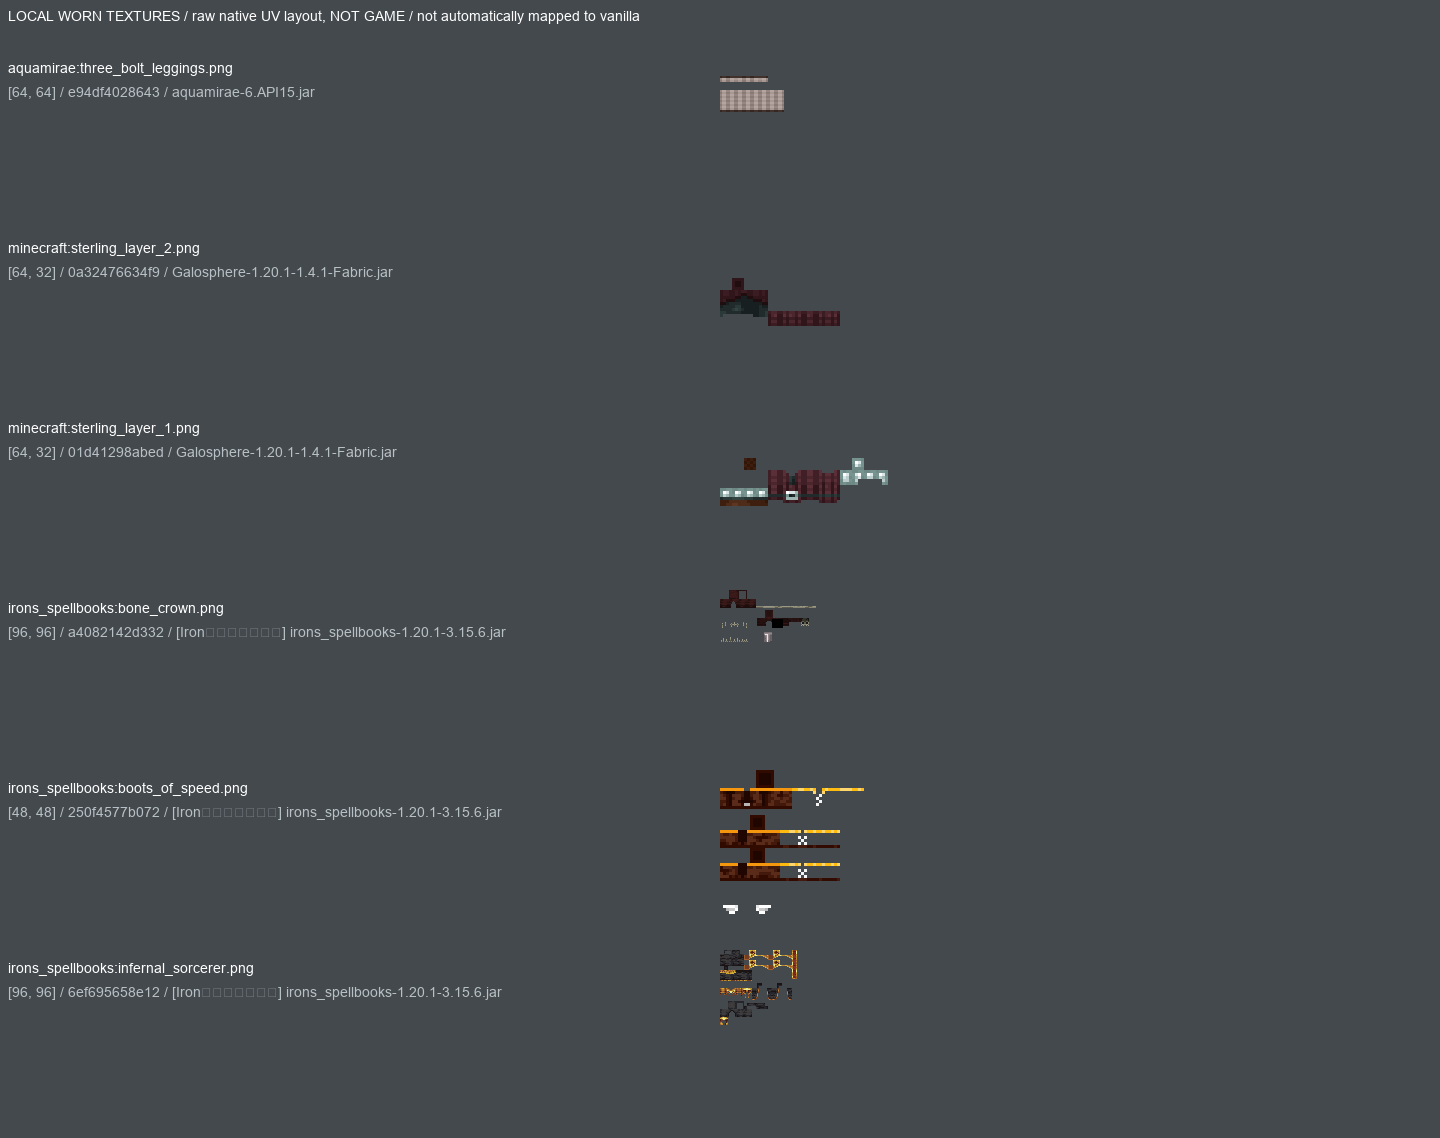 LOCAL WORN TEXTURES / raw native UV layout, NOT GAME / not automatically mapped to vanilla
aquamirae:three_bolt_leggings.png
[64, 64] / e94df4028643 / aquamirae-6.API15.jar
minecraft:sterling_layer_2.png
[64, 32] / 0a32476634f9 / Galosphere-1.20.1-1.4.1-Fabric.jar
minecraft:sterling_layer_1.png
[64, 32] / 01d41298abed / Galosphere-1.20.1-1.4.1-Fabric.jar
irons_spellbooks:bone_crown.png
[96, 96] / a4082142d332 / [Iron□□□□□□□] irons_spellbooks-1.20.1-3.15.6.jar
irons_spellbooks:boots_of_speed.png
[48, 48] / 250f4577b072 / [Iron□□□□□□□] irons_spellbooks-1.20.1-3.15.6.jar
irons_spellbooks:infernal_sorcerer.png
[96, 96] / 6ef695658e12 / [Iron□□□□□□□] irons_spellbooks-1.20.1-3.15.6.jar